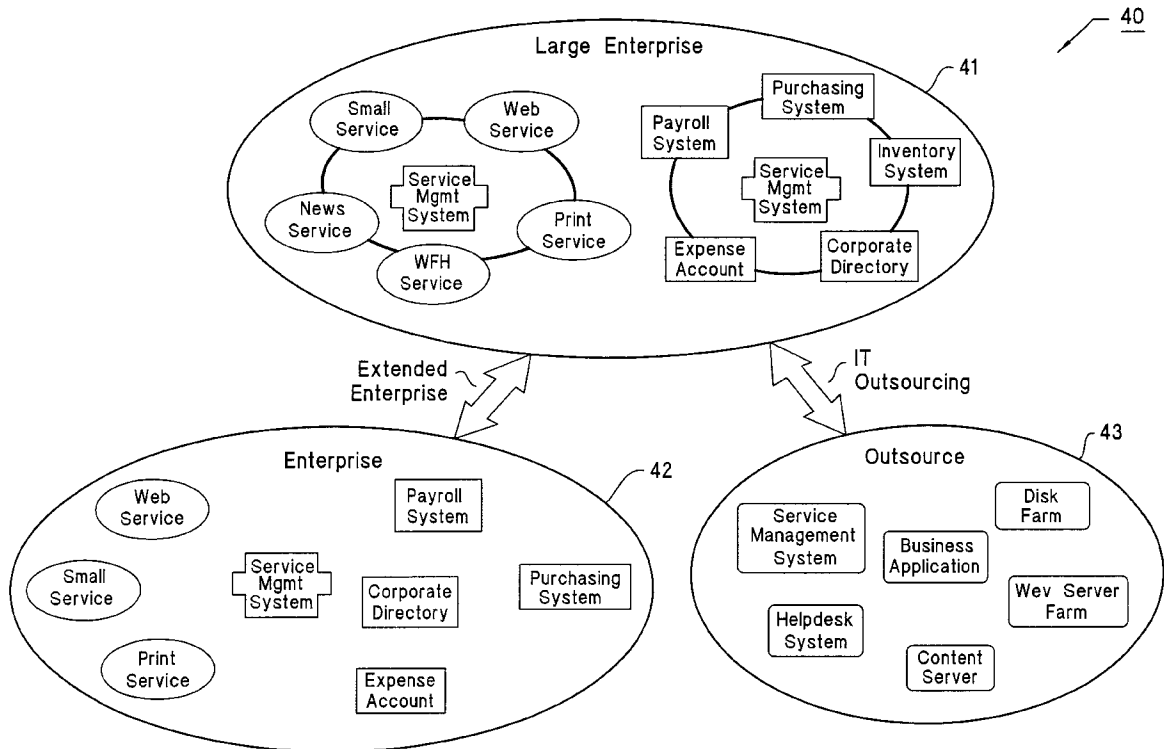 40
Large Enterprise
41
Small
Service
Web
Service
Service
Mgmt
System
News
Service
Print
Service
WFH
Service
Purchasing
System
Payroll
System
Inventory
System
Service
Mgmt
System
Expense
Account
Corporate
Directory
Extended
Enterprise
IT
Outsourcing
Enterprise
42
Web
Service
Payroll
System
Small
Service
Service
Mgmt
System
Corporate
Directory
Purchasing
System
Print
Service
Expense
Account
Outsource
43
Disk
Farm
Service
Management
System
Business
Application
Wev Server
Farm
Helpdesk
System
Content
Server